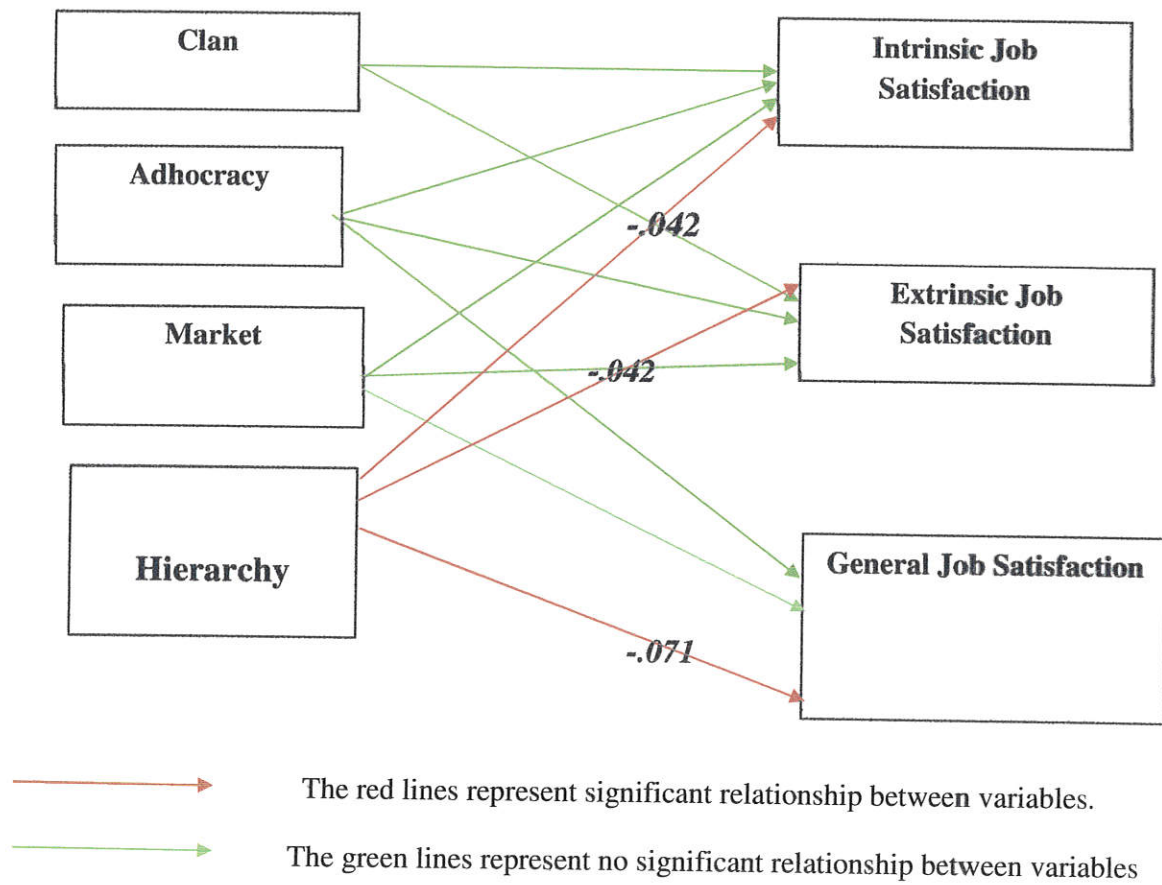 Clan
Intrinsic Job
Satisfaction
Adhocracy
-.042
Extrinsic Job
Satisfaction
Market
-.042
Hierarchy
General Job Satisfaction
-.071
The red lines represent significant relationship between variables.
The green lines represent no significant relationship between variables